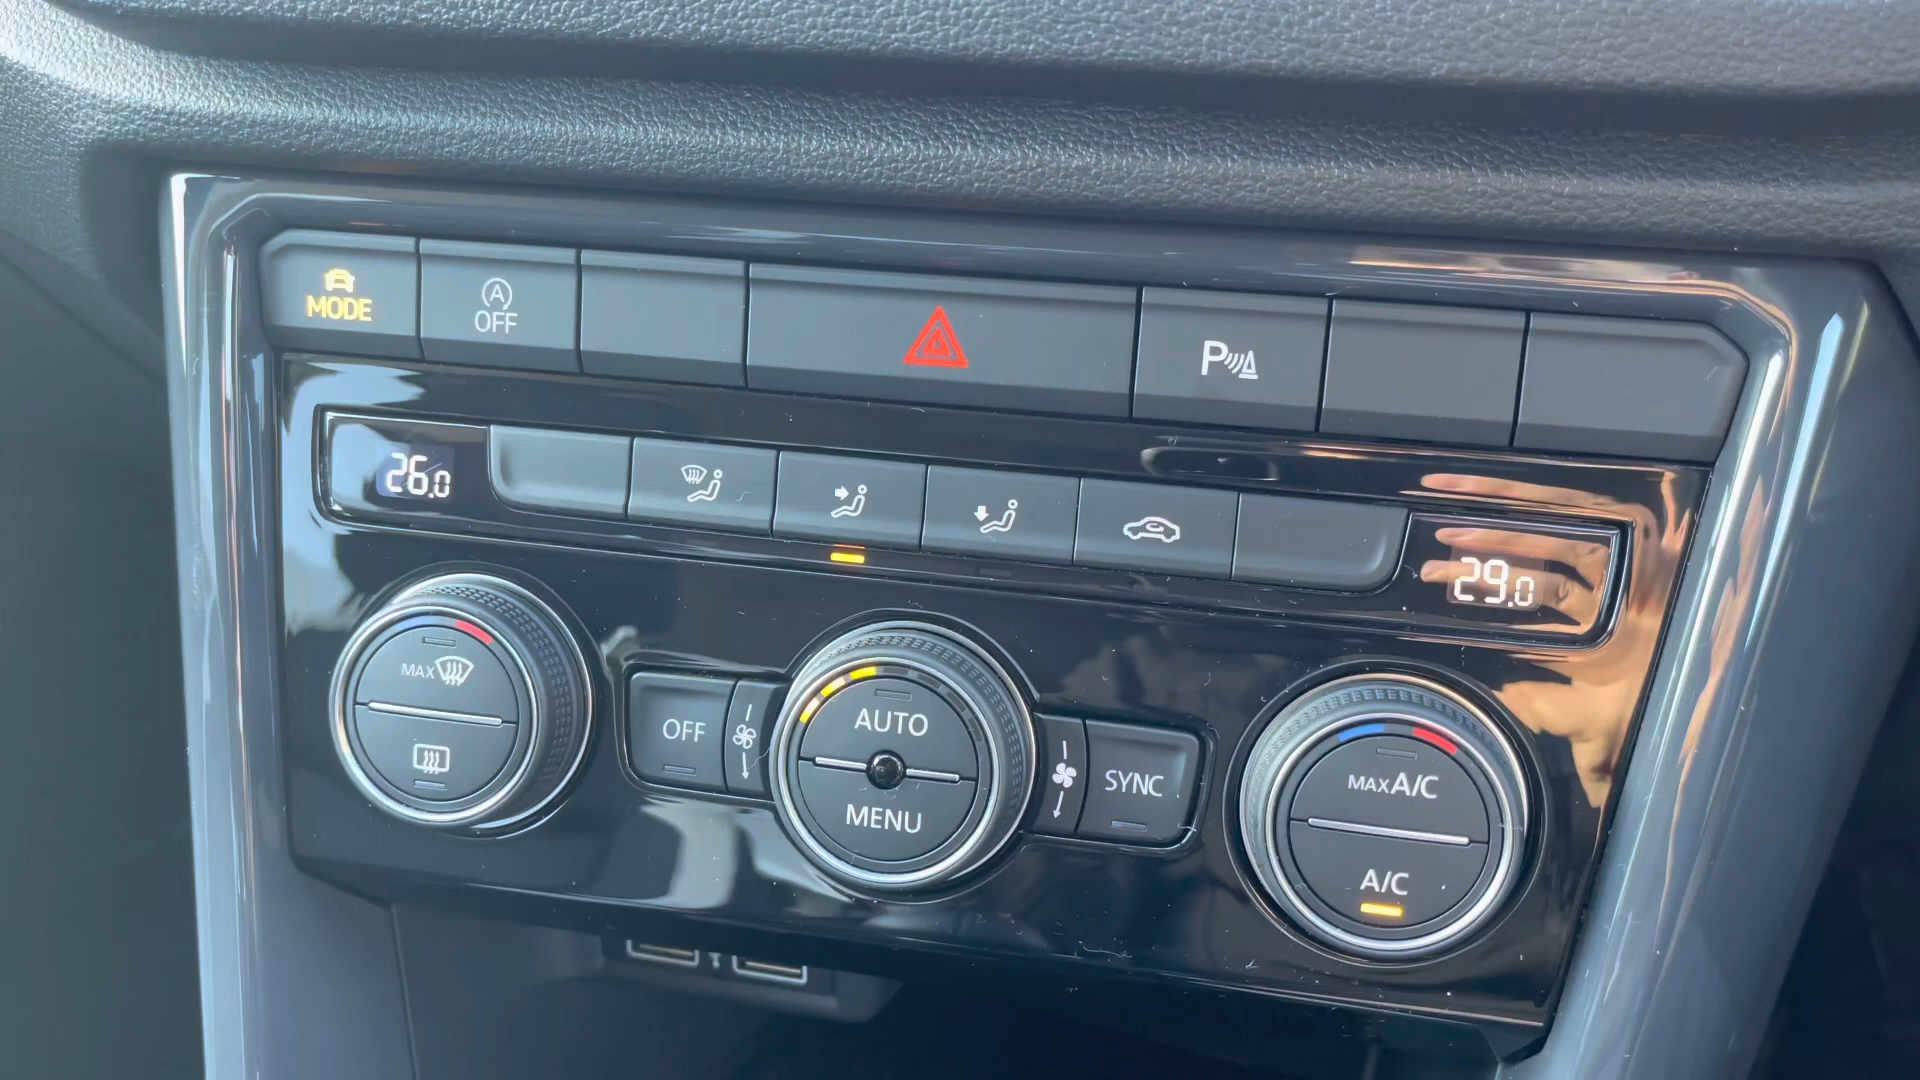 MODE
A
OFF
P
26.0
29.0
MAX
OFF
AUTO
MENU
SYNC
MAX A/C
A/C